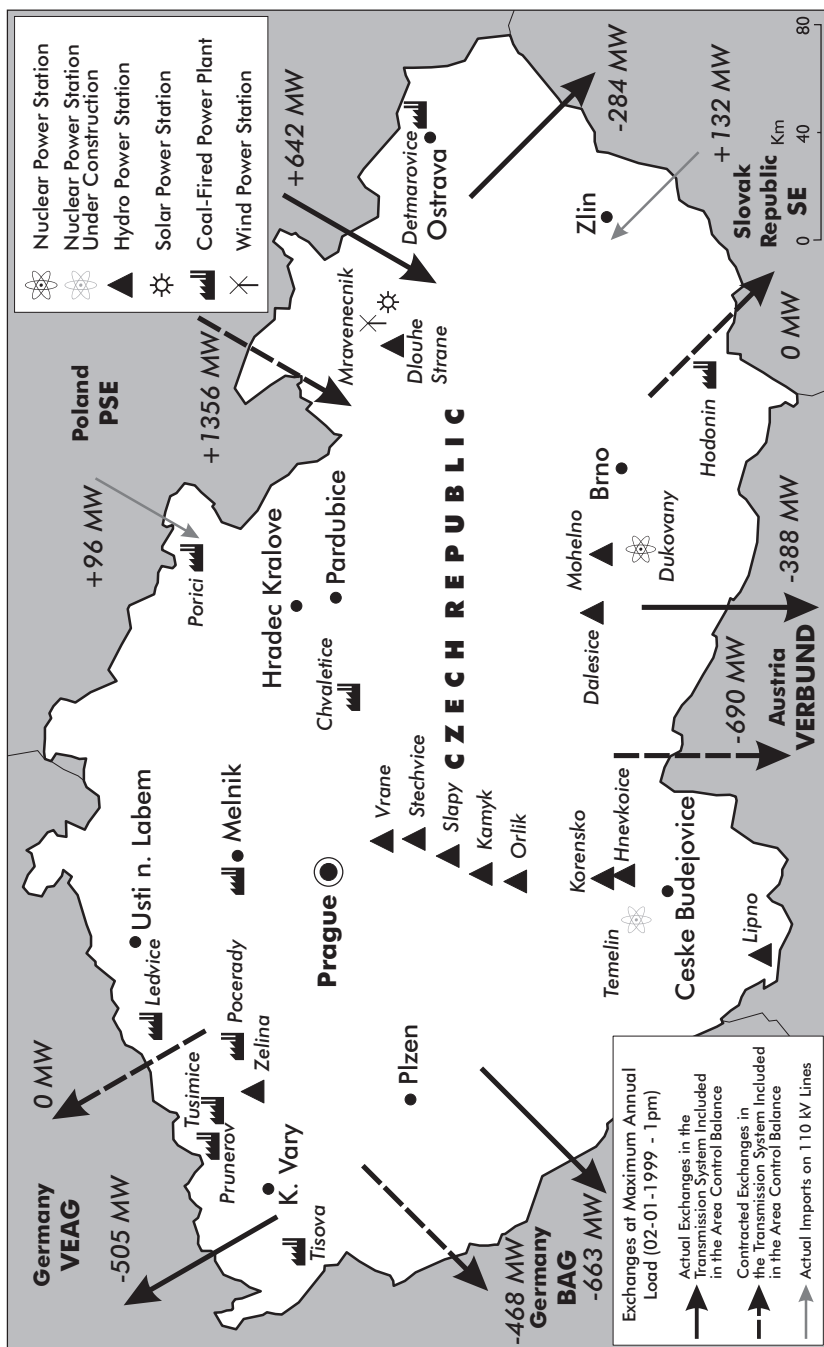 Nuclear Power Station
Nuclear Power Station
Under Construction
Hydro Power Station
Solar Power Station
Coal-Fired Power Plant
Wind Power Station
Germany
VEAG
-505 MW
0 MW
Poland
PSE
+96 MW
+1356 MW
+642 MW
Usti n. Labem
Ledvice
Tusimice
Prunerov
Pocerady
Zelina
K. Vary
Tisova
Melnik
Porici
Hradec Kralove
Pardubice
Chvaletice
Prague
Plzen
Mravenecnik
Dlouhe
Strane
Detmarovice
Ostrava
-284 MW
CZECH REPUBLIC
Vrane
Stechvice
Slapy
Kamyk
Orlik
Korensko
Hnevkoice
Temelin
Ceske Budejovice
Lipno
Dalesice
Mohelno
Dukovany
Brno
Hodonin
Zlin
+132 MW
Slovak
Republic
SE
0 MW
-388 MW
-690 MW
Austria
VERBUND
-468 MW
Germany
BAG
-663 MW
Exchanges at Maximum Annual
Load (02-01-1999 - 1pm)
Actual Exchanges in the
Transmission System Included
in the Area Control Balance
Contracted Exchanges in
the Transmission System Included
in the Area Control Balance
Actual Imports on 110 kV Lines
0 40 80
Km